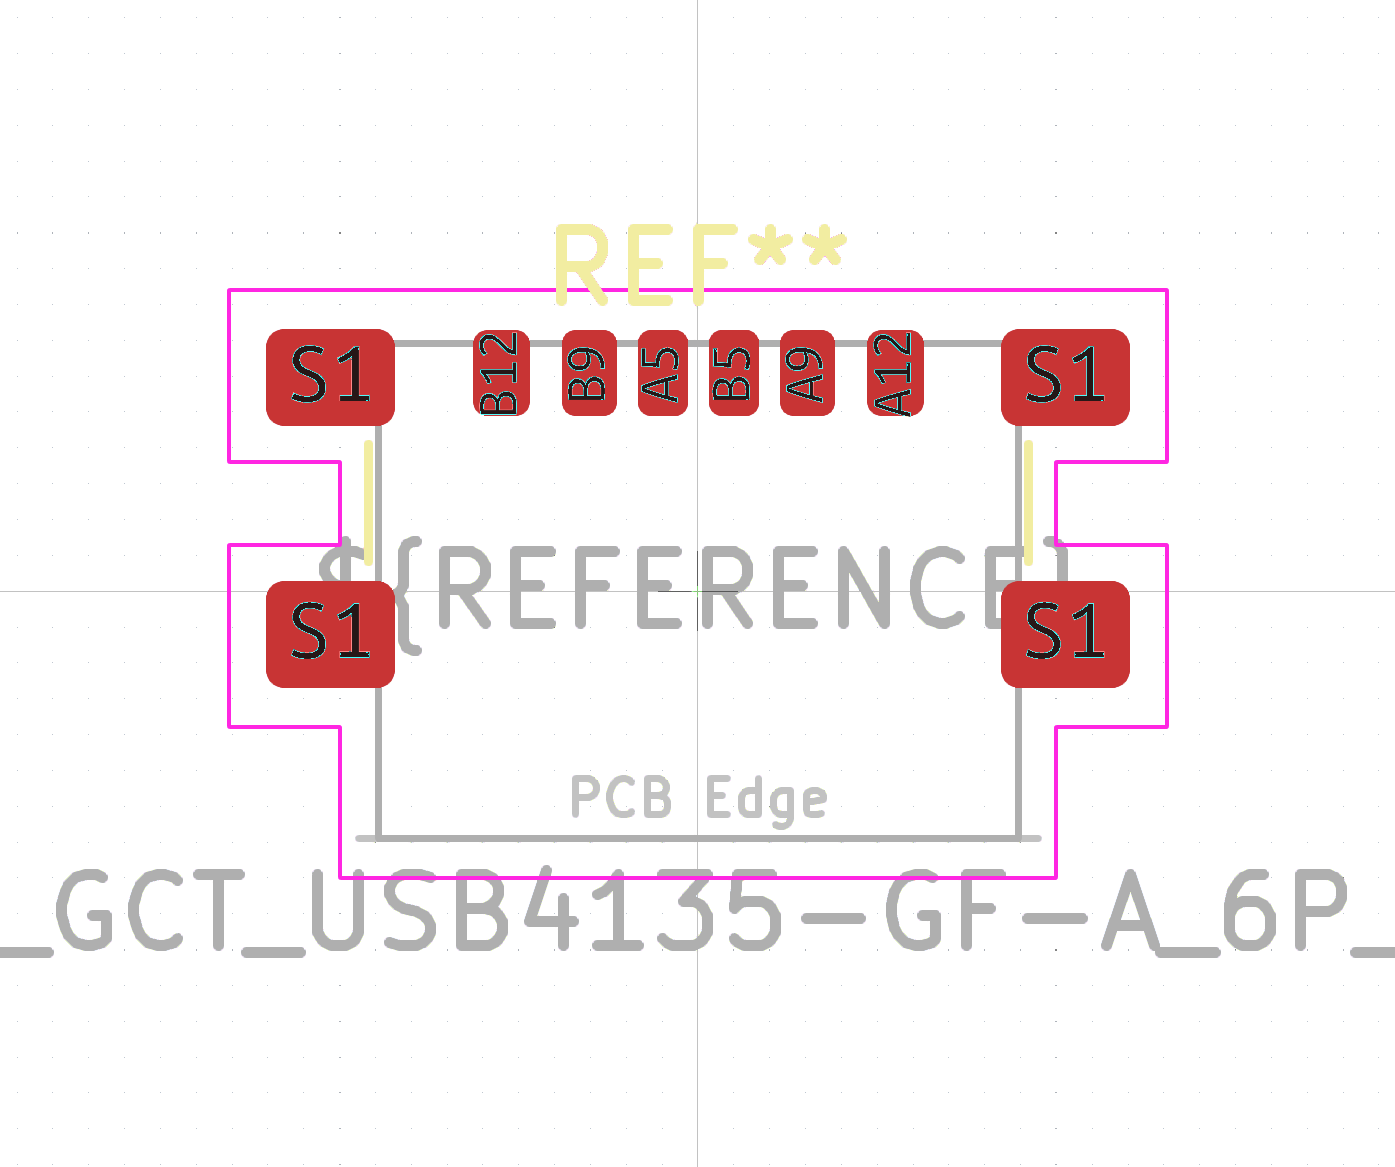 REF**
S1 B12 B9 A5 B5 A9 A12 S1
${REFERENCE}
S1 S1
PCB Edge
_GCT_USB4135-GF-A_6P_